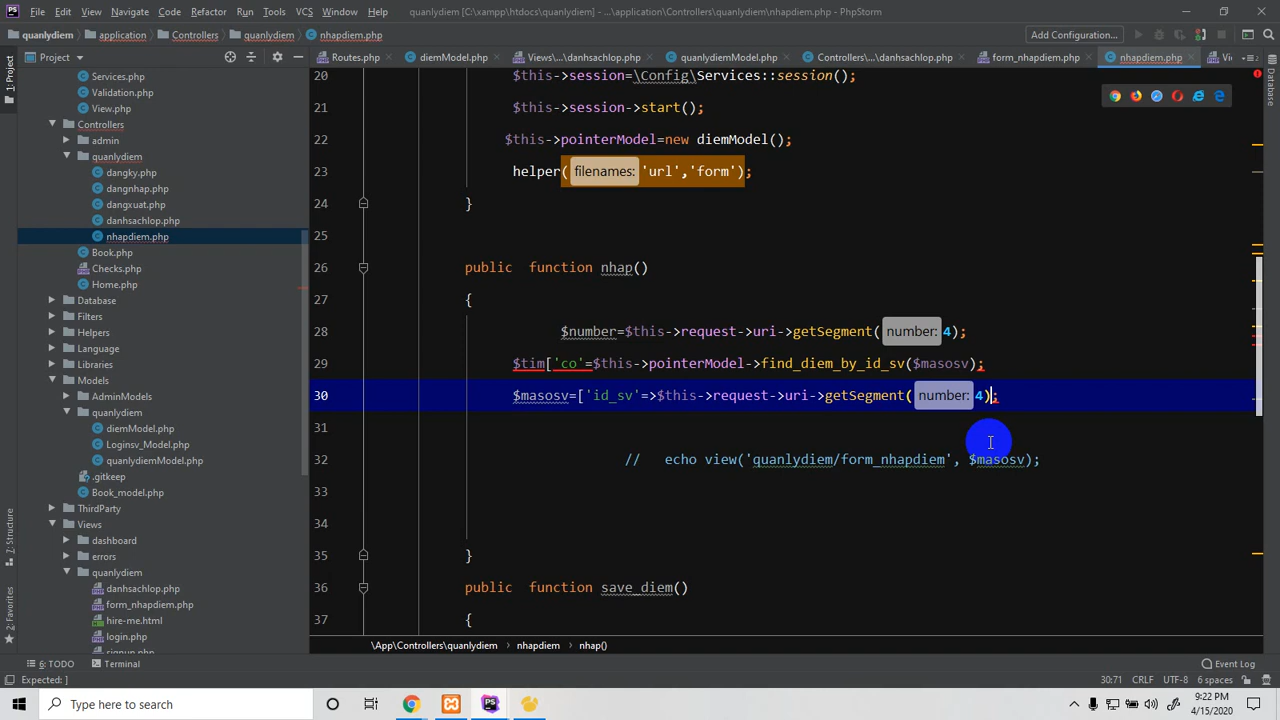 File Edit View Navigate Code Refactor Run Tools VCS Window Help quanlydiem [C:\xampp\htdocs\quanlydiem] - ...\application\Controllers\quanlydiem\nhapdiem.php - PhpStorm
quanlydiem application Controllers quanlydiem nhapdiem.php Add Configuration...
Project Routes.php diemModel.php Views\...\danhsachlop.php quanlydiemModel.php Controllers\...\danhsachlop.php form_nhapdiem.php nhapdiem.php Vi
1: Project
7: Structure
2: Favorites
Services.php
Validation.php
View.php
Controllers
admin
quanlydiem
dangky.php
dangnhap.php
dangxuat.php
danhsachlop.php
nhapdiem.php
Book.php
Checks.php
Home.php
Database
Filters
Helpers
Language
Libraries
Models
AdminModels
quanlydiem
diemModel.php
Loginsv_Model.php
quanlydiemModel.php
.gitkeep
Book_model.php
ThirdParty
Views
dashboard
errors
quanlydiem
danhsachlop.php
form_nhapdiem.php
hire-me.html
login.php
signup.php
20 $this->session=\Config\Services::session();
21 $this->session->start();
22 $this->pointerModel=new diemModel();
23 helper( filenames: 'url','form');
24 }
25
26 public function nhap()
27 {
28 $number=$this->request->uri->getSegment( number: 4);
29 $tim['co'=$this->pointerModel->find_diem_by_id_sv($masosv);
30 $masosv=['id_sv'=>$this->request->uri->getSegment( number: 4);
31
32 // echo view('quanlydiem/form_nhapdiem', $masosv);
33
34
35 }
36 public function save_diem()
37 {
\App\Controllers\quanlydiem nhapdiem nhap()
6: TODO Terminal Event Log
Expected: ] 30:71 CRLF UTF-8 6 spaces
Type here to search
9:22 PM
4/15/2020